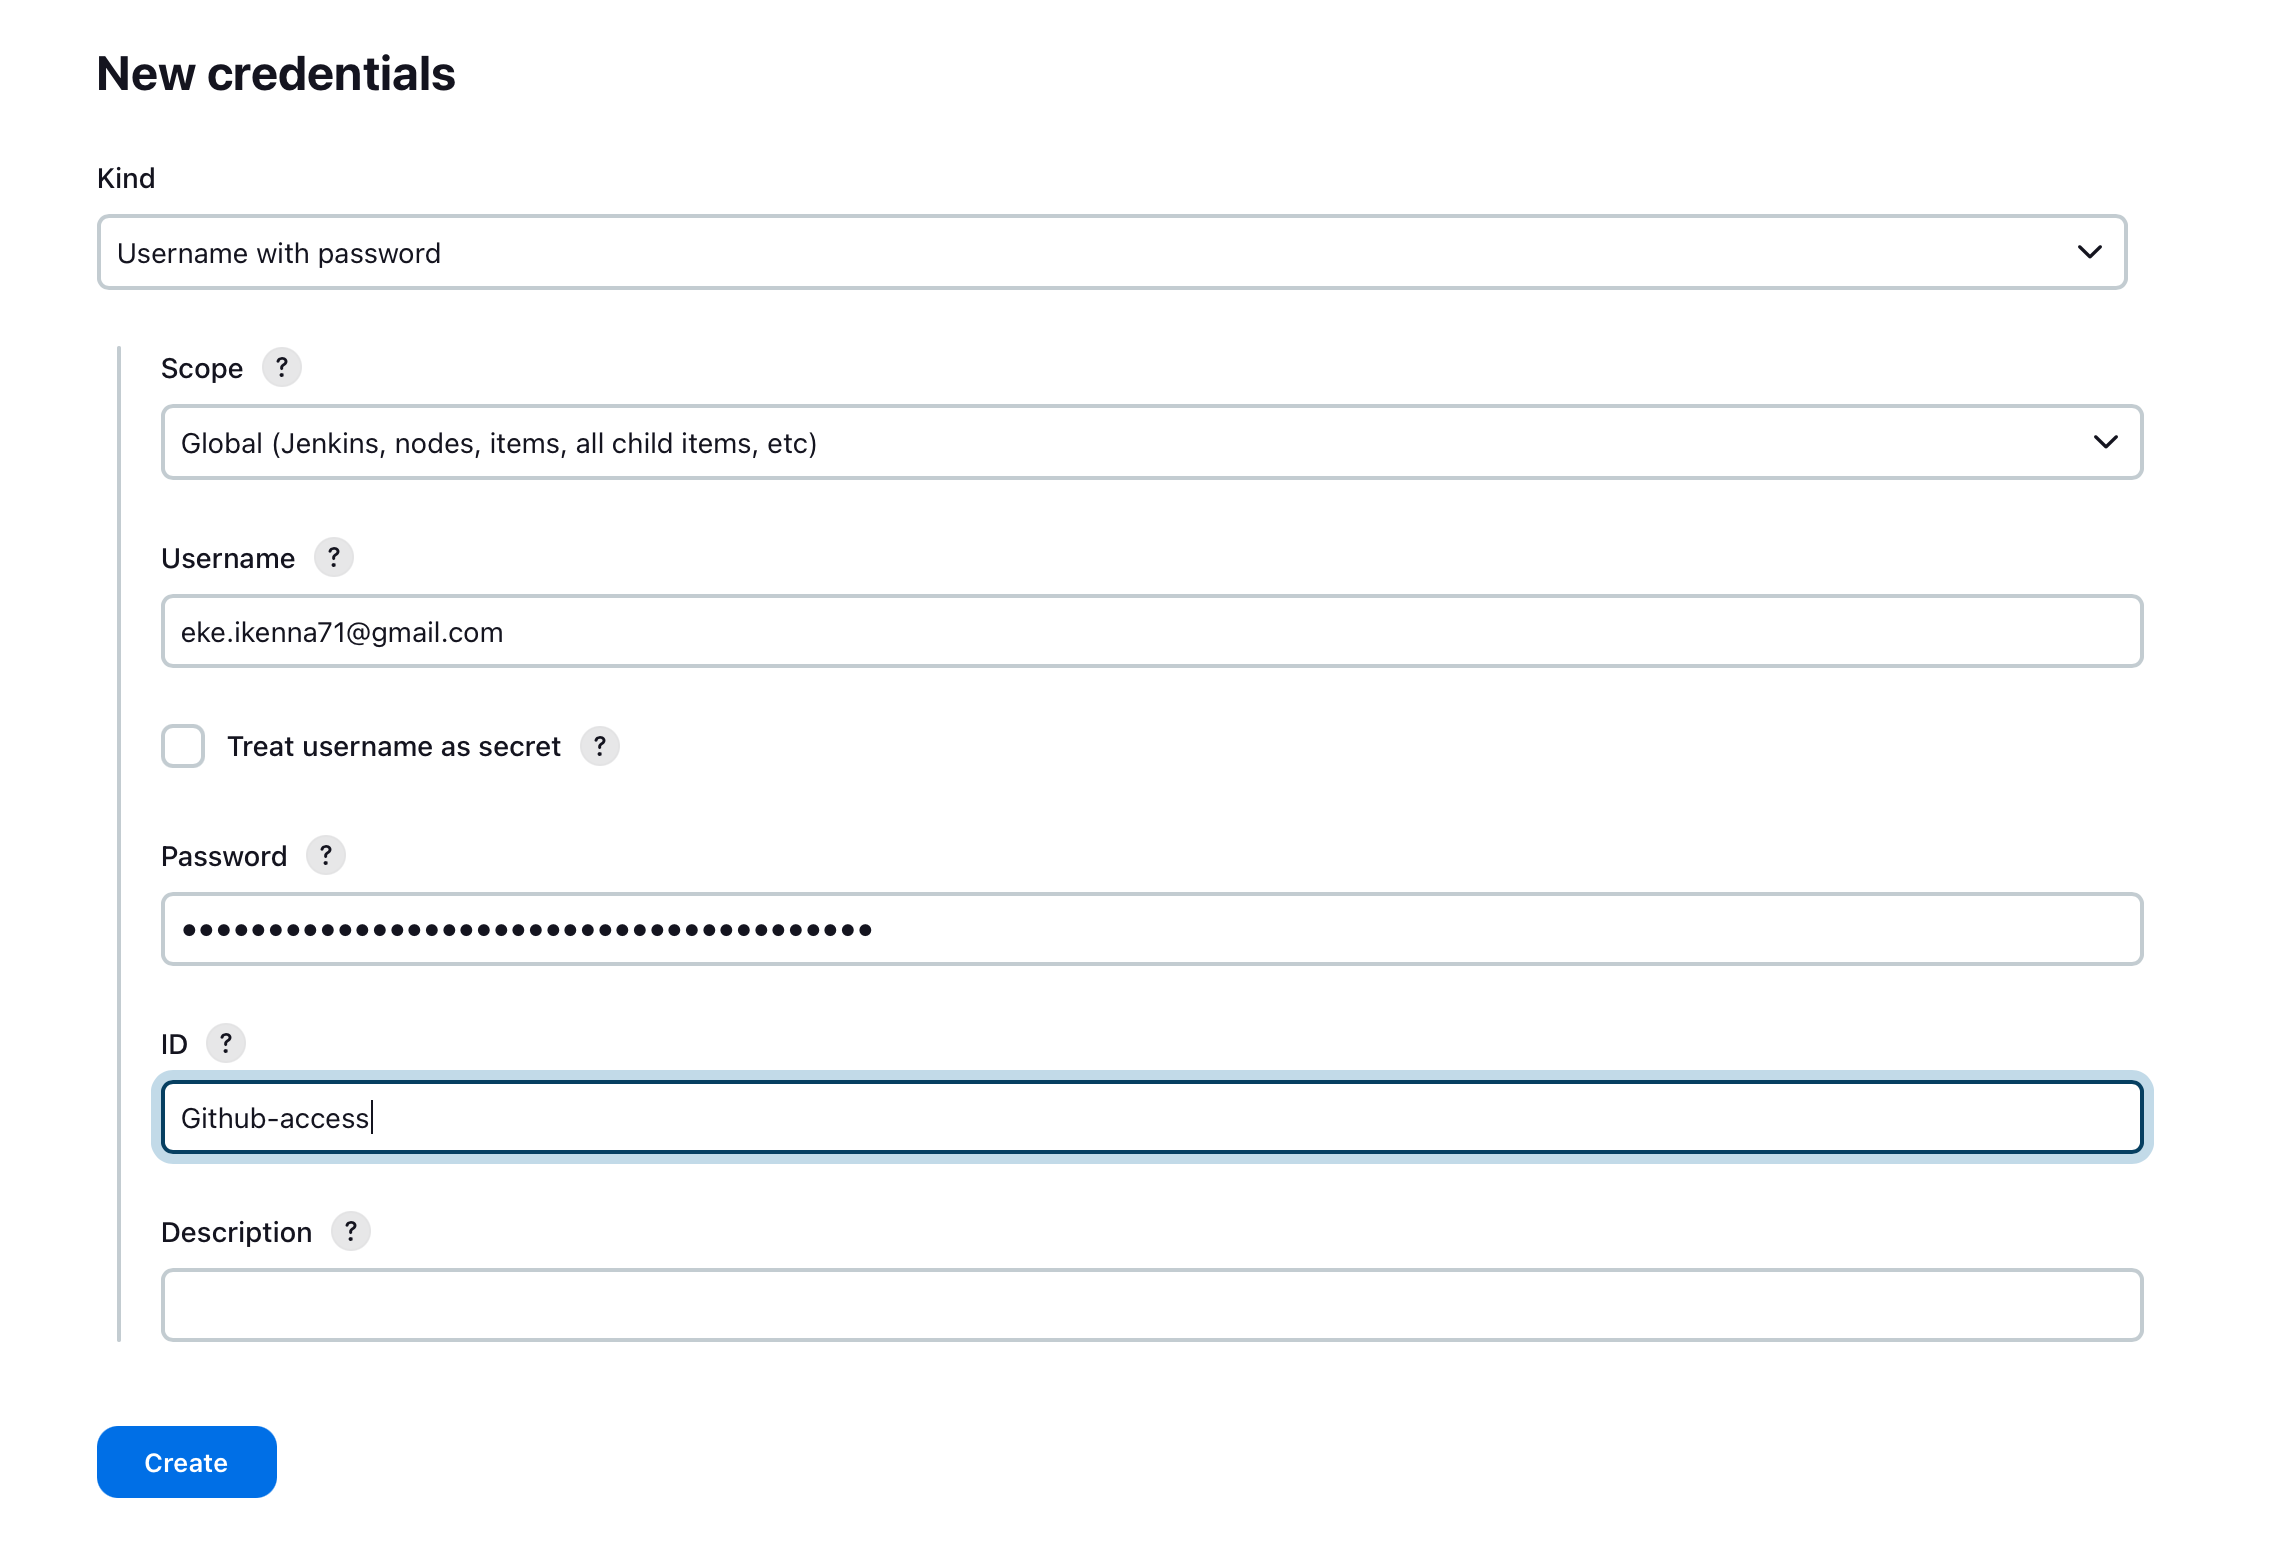 New credentials
Kind
Username with password
Scope ?
Global (Jenkins, nodes, items, all child items, etc)
Username ?
eke.ikenna71@gmail.com
Treat username as secret ?
Password ?
••••••••••••••••••••••••••••••••••••••••
ID ?
Github-access
Description ?
Create